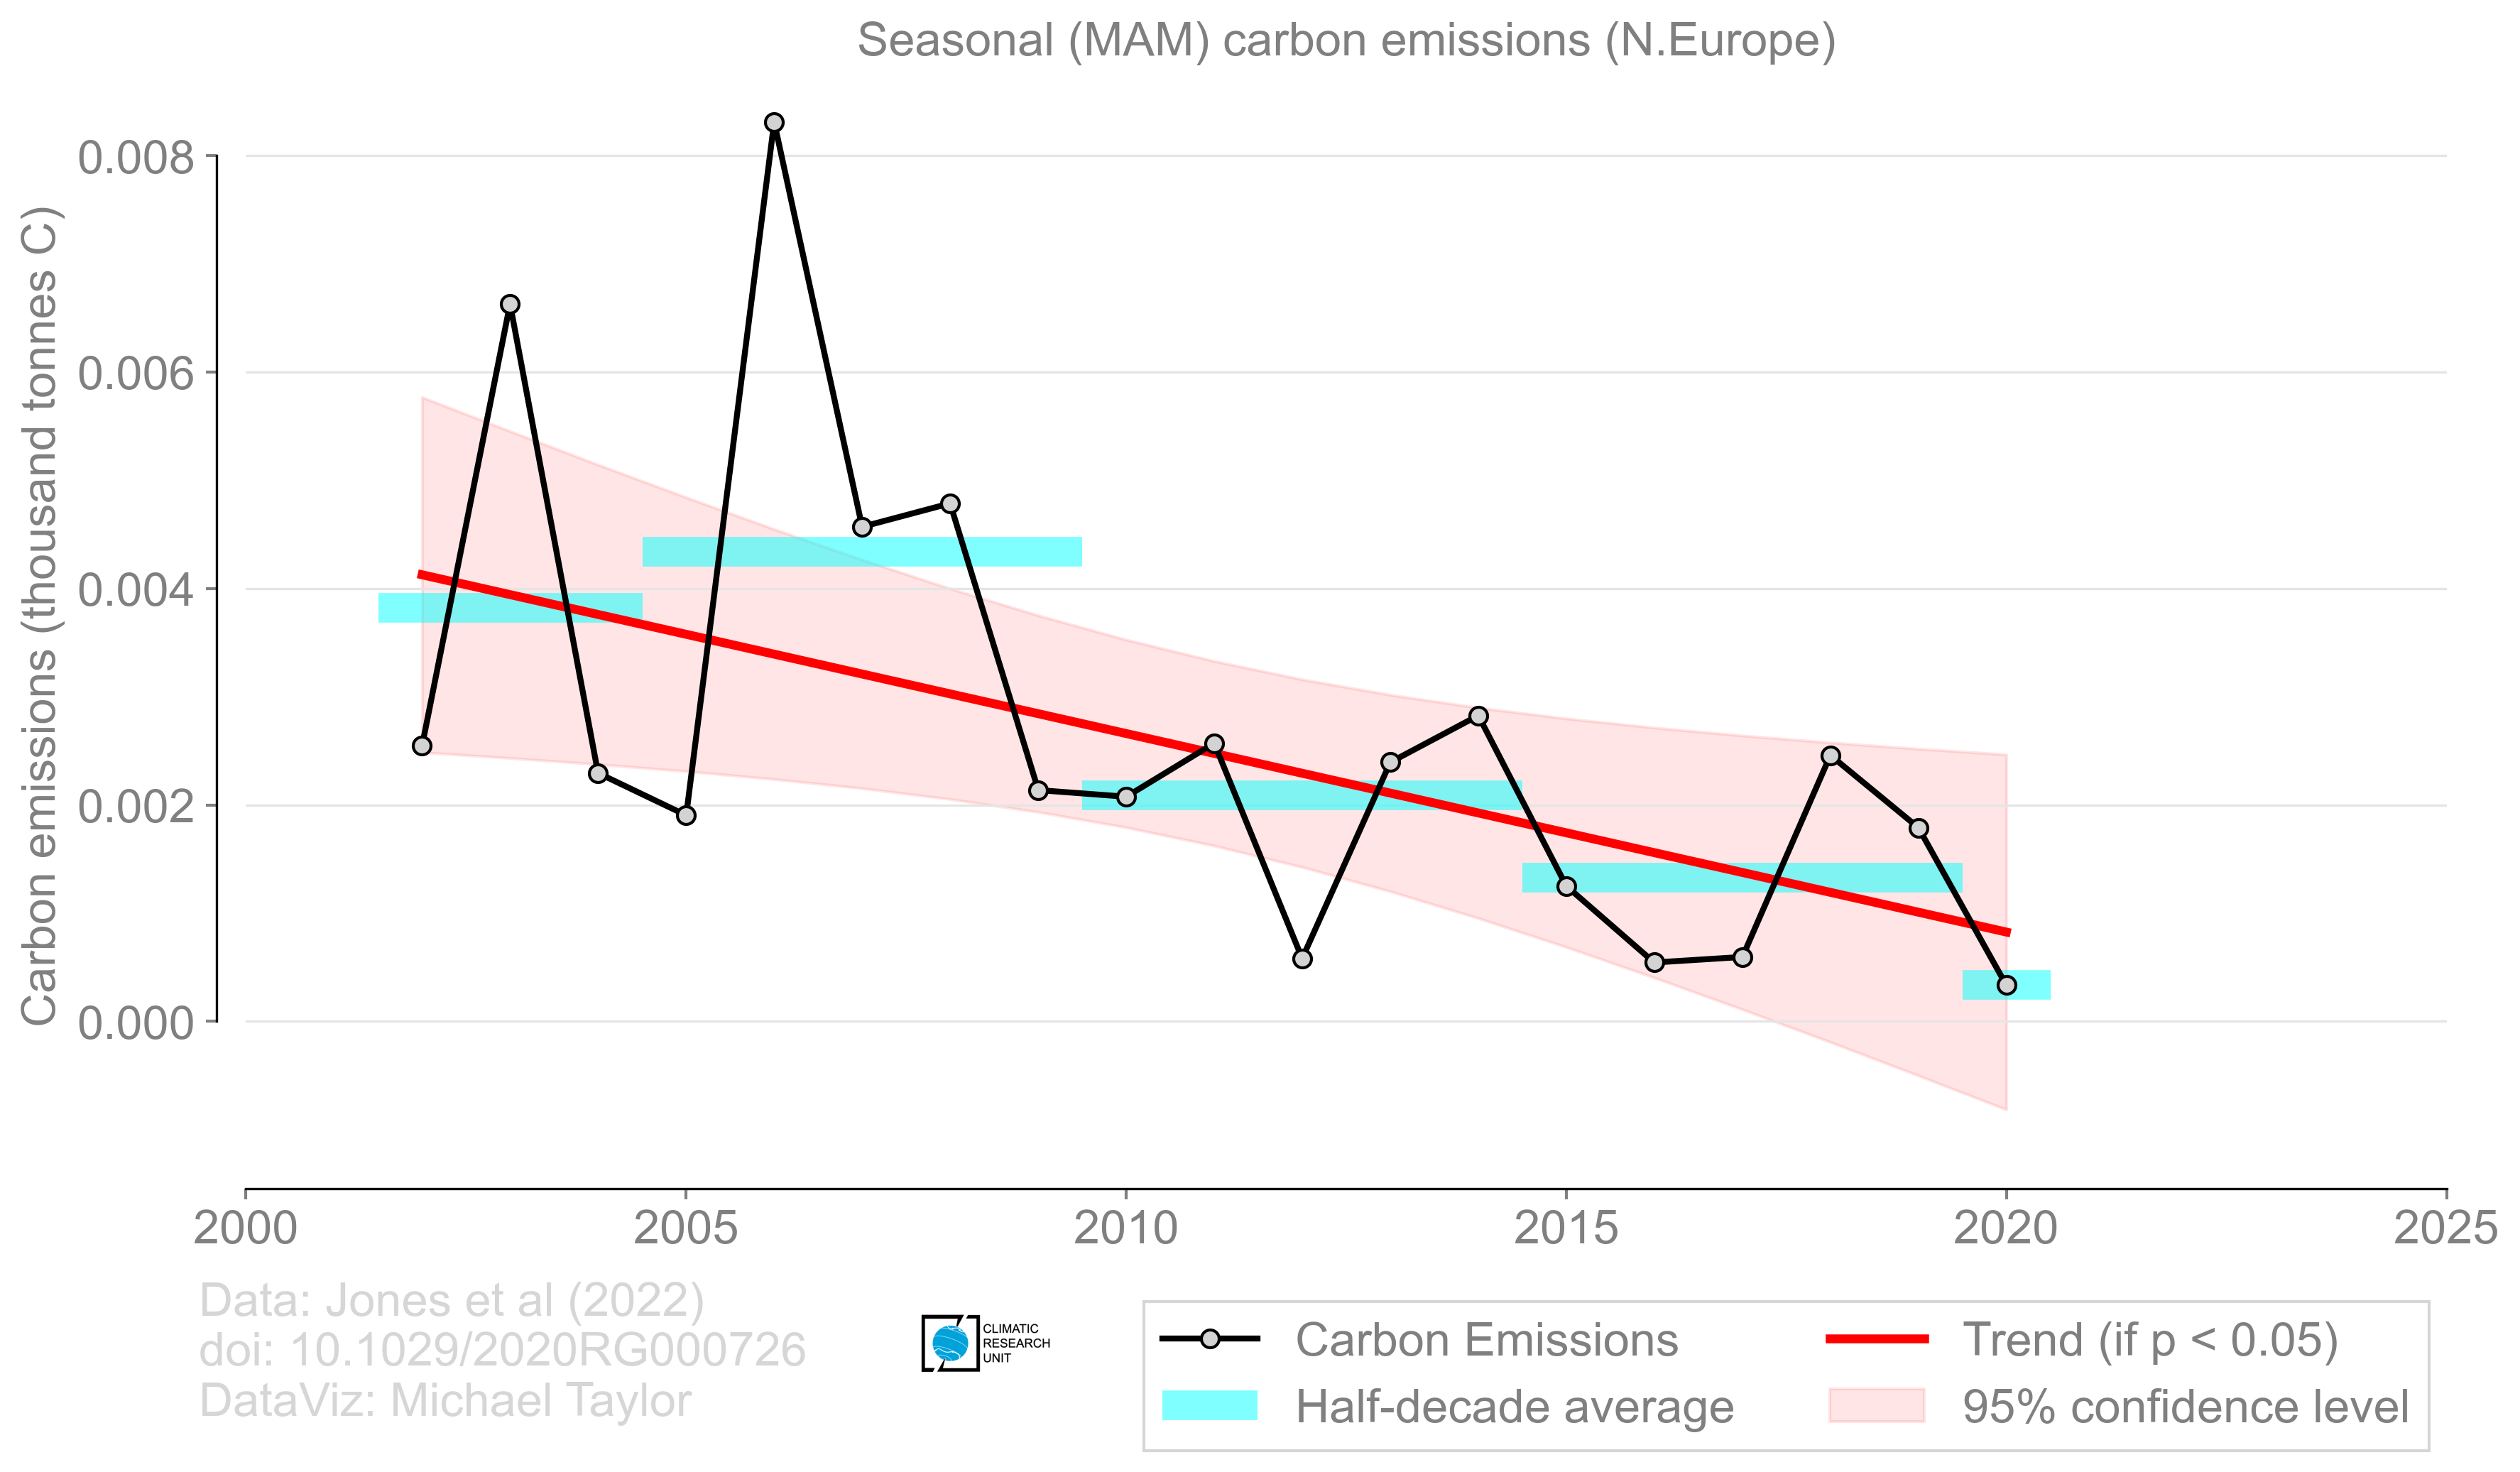 Seasonal (MAM) carbon emissions (N.Europe)
Carbon emissions (thousand tonnes C)
0.008
0.006
0.004
0.002
0.000
2000 2005 2010 2015 2020 2025
Data: Jones et al (2022)
doi: 10.1029/2020RG000726
DataViz: Michael Taylor
CLIMATIC
RESEARCH
UNIT
Carbon Emissions
Half-decade average
Trend (if p < 0.05)
95% confidence level